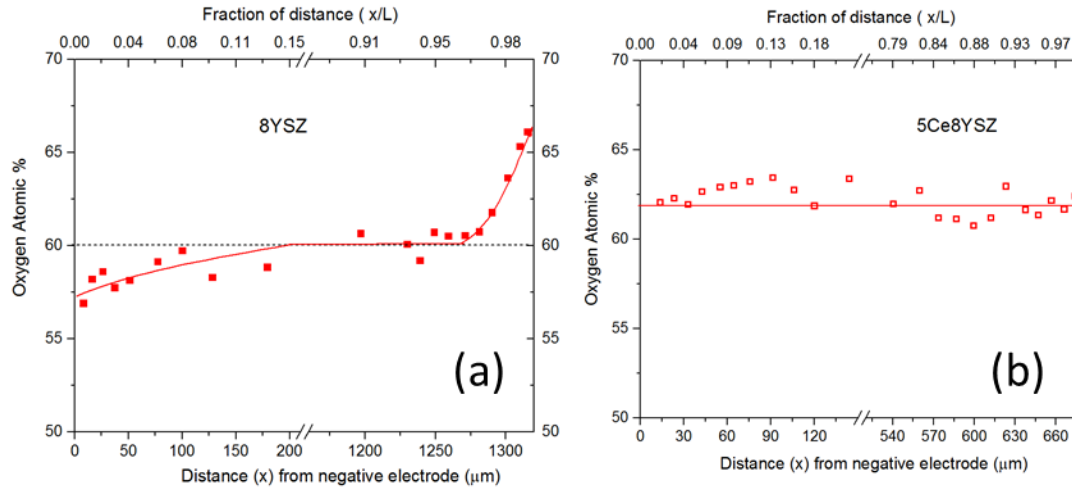 Fraction of distance ( x/L)
0.00 0.04 0.08 0.11 0.15 0.91 0.95 0.98
70 70
8YSZ
65 65
Oxygen Atomic %
60 60
55 55
(a)
50 50
0 50 100 150 200 1200 1250 1300
Distance (x) from negative electrode (μm)
Fraction of distance ( x/L)
0.00 0.04 0.09 0.13 0.18 0.79 0.84 0.88 0.93 0.97
70
5Ce8YSZ
65
Oxygen Atomic %
60
55
(b)
50
0 30 60 90 120 540 570 600 630 660
Distance (x) from negative electrode (μm)